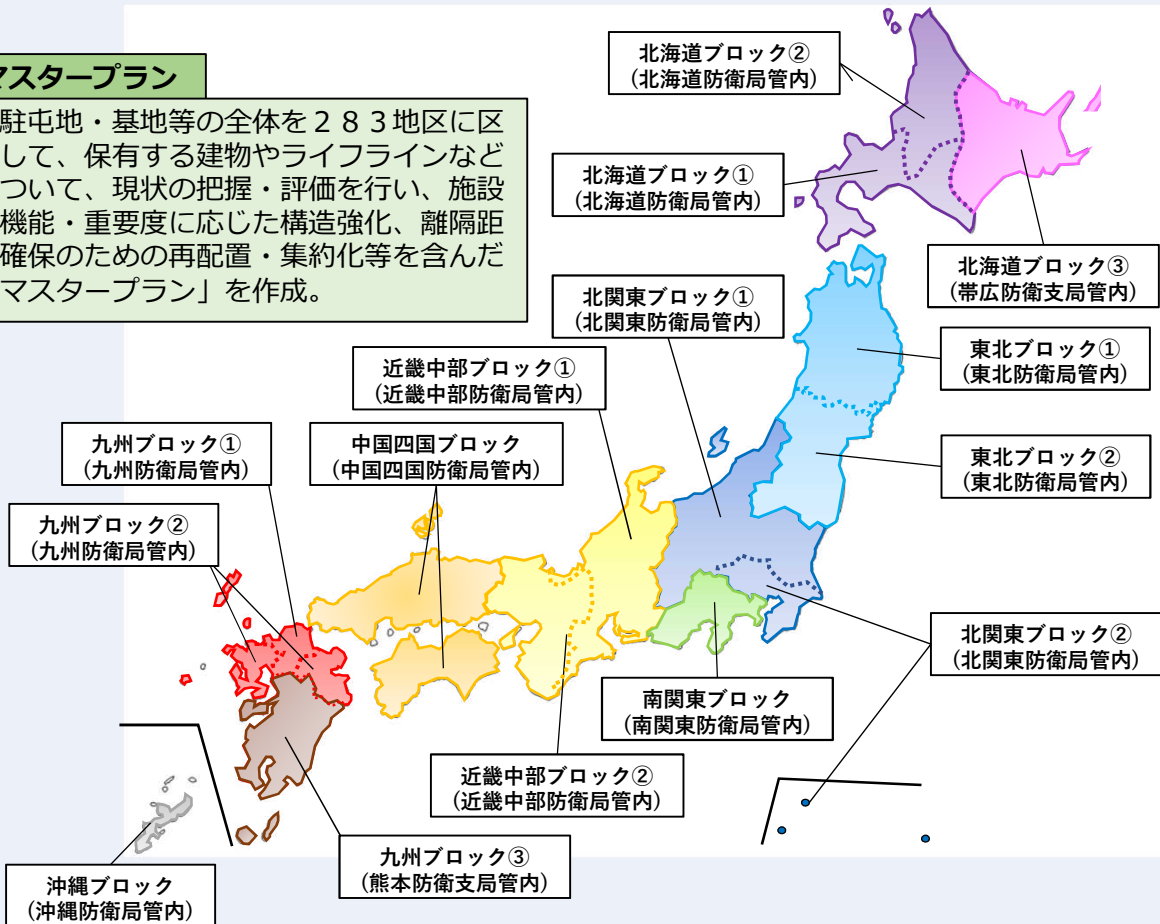 マスタープラン
駐屯地・基地等の全体を２８３地区に区
して、保有する建物やライフラインなど
ついて、現状の把握・評価を行い、施設
機能・重要度に応じた構造強化、離隔距
確保のための再配置・集約化等を含んだ
マスタープラン」を作成。
北海道ブロック②
(北海道防衛局管内)
北海道ブロック①
(北海道防衛局管内)
北海道ブロック③
(帯広防衛支局管内)
北関東ブロック①
(北関東防衛局管内)
東北ブロック①
(東北防衛局管内)
近畿中部ブロック①
(近畿中部防衛局管内)
九州ブロック①
(九州防衛局管内)
中国四国ブロック
(中国四国防衛局管内)
東北ブロック②
(東北防衛局管内)
九州ブロック②
(九州防衛局管内)
北関東ブロック②
(北関東防衛局管内)
南関東ブロック
(南関東防衛局管内)
近畿中部ブロック②
(近畿中部防衛局管内)
九州ブロック③
(熊本防衛支局管内)
沖縄ブロック
(沖縄防衛局管内)